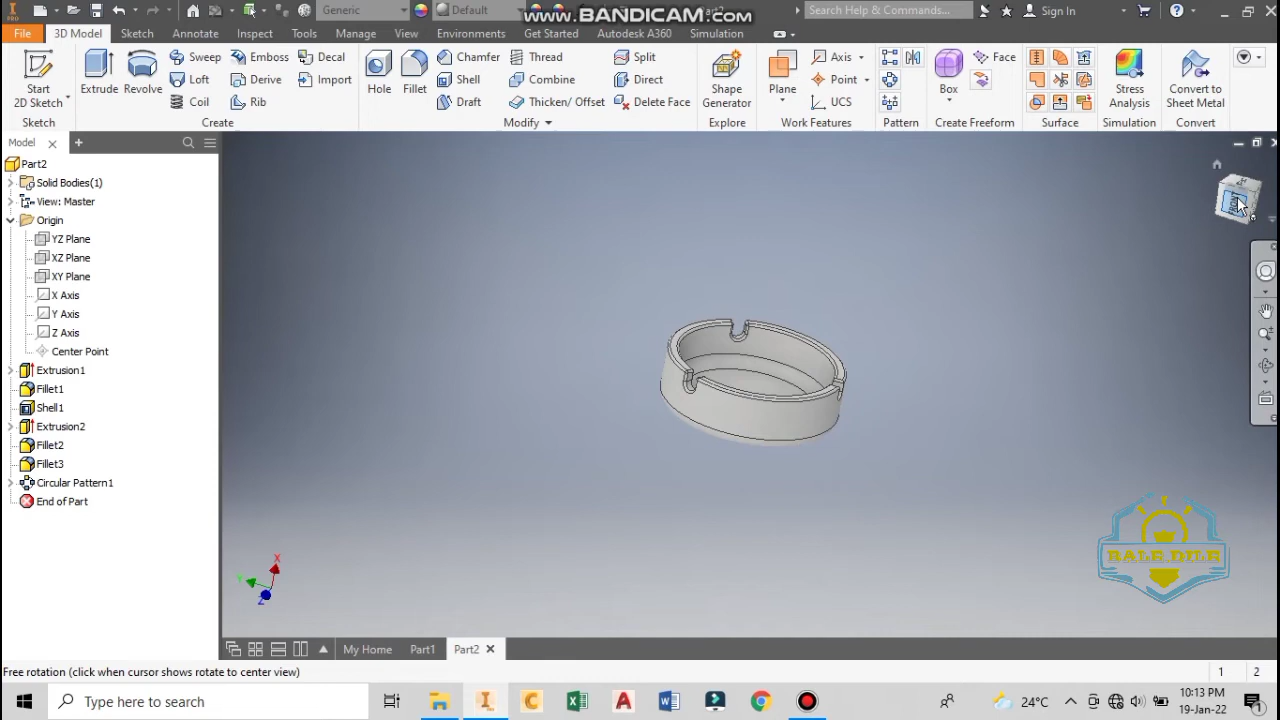 Generic
Default
WWW.BANDICAM.COM
Search Help & Commands...
Sign In
PRO
File
3D Model
Sketch
Annotate
Inspect
Tools
Manage
View
Environments
Get Started
Autodesk A360
Simulation
Start
2D Sketch
Extrude
Revolve
Sweep
Emboss
Decal
Loft
Derive
Import
Coil
Rib
Hole
Fillet
Chamfer
Thread
Split
Shell
Combine
Direct
Draft
Thicken/ Offset
Delete Face
Shape
Generator
Plane
Axis
Point
UCS
Box
Face
Stress
Analysis
Convert to
Sheet Metal
Sketch
Create
Modify
Explore
Work Features
Pattern
Create Freeform
Surface
Simulation
Convert
Model
Part2
Solid Bodies(1)
View: Master
Origin
YZ Plane
XZ Plane
XY Plane
X Axis
Y Axis
Z Axis
Center Point
Extrusion1
Fillet1
Shell1
Extrusion2
Fillet2
Fillet3
Circular Pattern1
End of Part
X
Y
Z
BALE.DILE
My Home
Part1
Part2
Free rotation (click when cursor shows rotate to center view)
1
2
Type here to search
24°C
10:13 PM
19-Jan-22
1